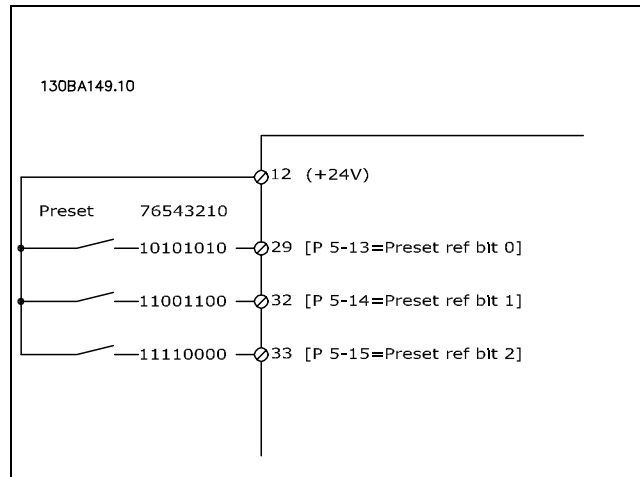 130BA149.10
12 (+24V)
Preset 76543210
10101010 29 [P 5-13=Preset ref bit 0]
11001100 32 [P 5-14=Preset ref bit 1]
11110000 33 [P 5-15=Preset ref bit 2]